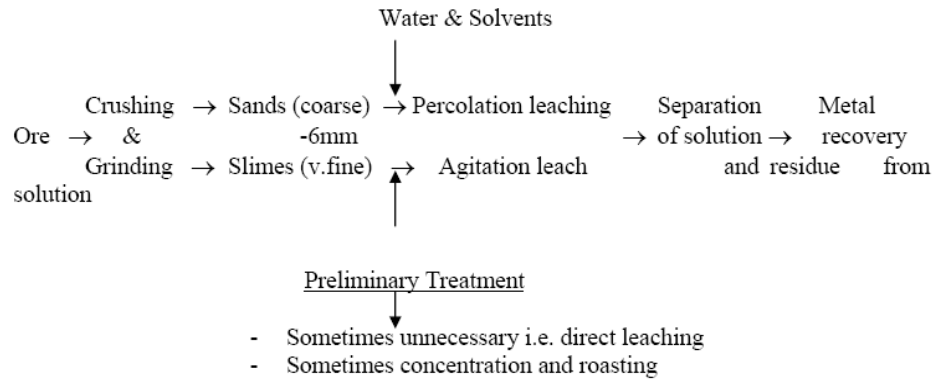 Water & Solvents
Crushing → Sands (coarse) → Percolation leaching Separation Metal
Ore → & -6mm → of solution → recovery
Grinding → Slimes (v.fine) → Agitation leach and residue from
solution
Preliminary Treatment
- Sometimes unnecessary i.e. direct leaching
- Sometimes concentration and roasting